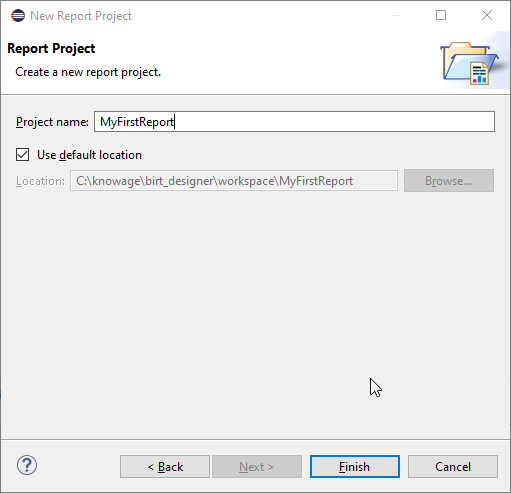 New Report Project
Report Project
Create a new report project.
Project name: MyFirstReport
Use default location
Location: C:\knowage\birt_designer\workspace\MyFirstReport Browse...
? < Back Next > Finish Cancel